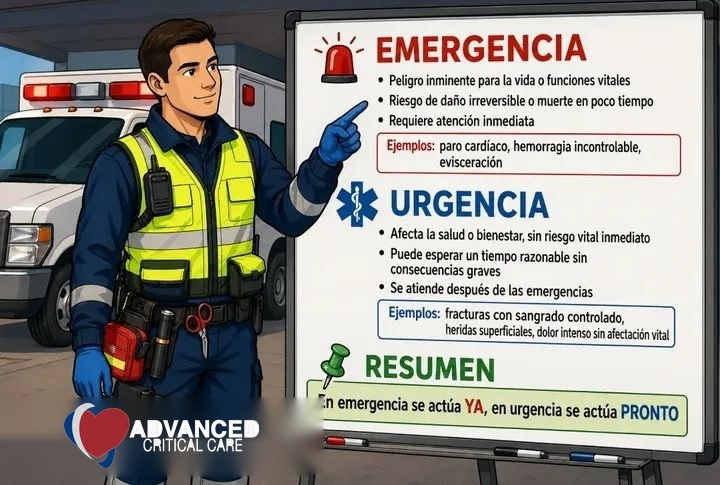 EMERGENCIA
• Peligro inminente para la vida o funciones vitales
• Riesgo de daño irreversible o muerte en poco tiempo
• Requiere atención inmediata
Ejemplos: paro cardíaco, hemorragia incontrolable,
evisceración
URGENCIA
• Afecta la salud o bienestar, sin riesgo vital inmediato
• Puede esperar un tiempo razonable sin
consecuencias graves
• Se atiende después de las emergencias
Ejemplos: fracturas con sangrado controlado,
heridas superficiales, dolor intenso sin afectación vital
RESUMEN
En emergencia se actúa YA, en urgencia se actúa PRONTO
ADVANCED
CRITICAL CARE